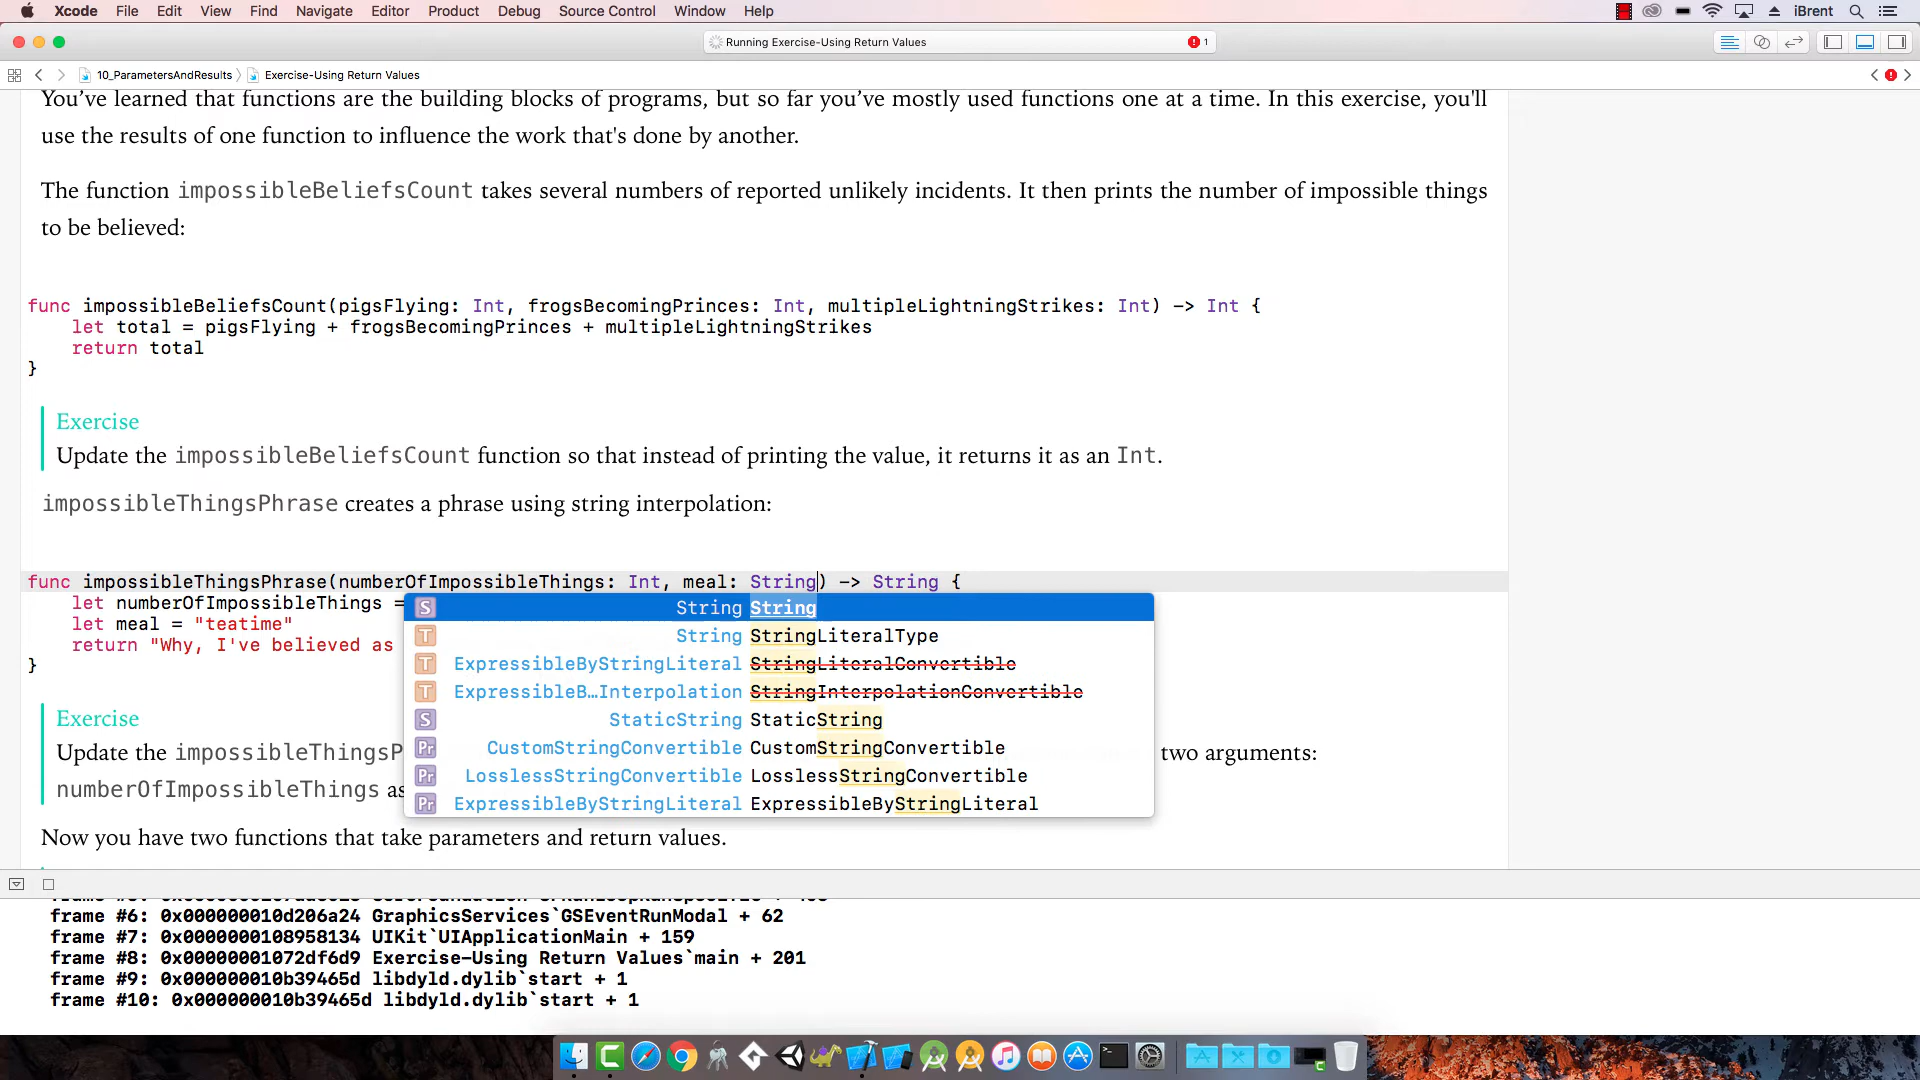 Xcode File Edit View Find Navigate Editor Product Debug Source Control Window Help iBrent
Running Exercise-Using Return Values 1
10_ParametersAndResults Exercise-Using Return Values
You’ve learned that functions are the building blocks of programs, but so far you’ve mostly used functions one at a time. In this exercise, you'll
use the results of one function to influence the work that's done by another.
The function impossibleBeliefsCount takes several numbers of reported unlikely incidents. It then prints the number of impossible things
to be believed:
func impossibleBeliefsCount(pigsFlying: Int, frogsBecomingPrinces: Int, multipleLightningStrikes: Int) -> Int {
let total = pigsFlying + frogsBecomingPrinces + multipleLightningStrikes
return total
}
Exercise
Update the impossibleBeliefsCount function so that instead of printing the value, it returns it as an Int.
impossibleThingsPhrase creates a phrase using string interpolation:
func impossibleThingsPhrase(numberOfImpossibleThings: Int, meal: String) -> String {
let numberOfImpossibleThings =
let meal = "teatime"
return "Why, I've believed as
}
S String String
T String StringLiteralType
T ExpressibleByStringLiteral StringLiteralConvertible
T ExpressibleB…Interpolation StringInterpolationConvertible
S StaticString StaticString
Pr CustomStringConvertible CustomStringConvertible
Pr LosslessStringConvertible LosslessStringConvertible
Pr ExpressibleByStringLiteral ExpressibleByStringLiteral
Exercise
Update the impossibleThingsP two arguments:
numberOfImpossibleThings as
Now you have two functions that take parameters and return values.
frame #6: 0x000000010d206a24 GraphicsServices`GSEventRunModal + 62
frame #7: 0x0000000108958134 UIKit`UIApplicationMain + 159
frame #8: 0x00000001072df6d9 Exercise-Using Return Values`main + 201
frame #9: 0x000000010b39465d libdyld.dylib`start + 1
frame #10: 0x000000010b39465d libdyld.dylib`start + 1